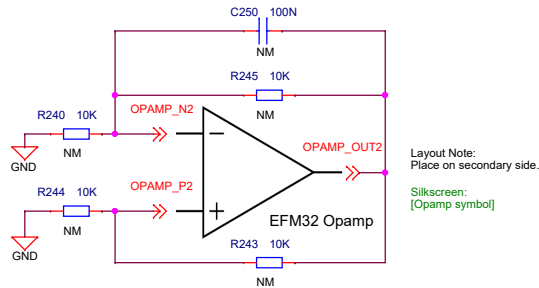 C250 100N
NM
R245 10K
NM
OPAMP_N2
R240 10K
NM
GND
OPAMP_OUT2
Layout Note:
Place on secondary side.
Silkscreen:
[Opamp symbol]
R244 10K
OPAMP_P2
NM
GND
EFM32 Opamp
R243 10K
NM